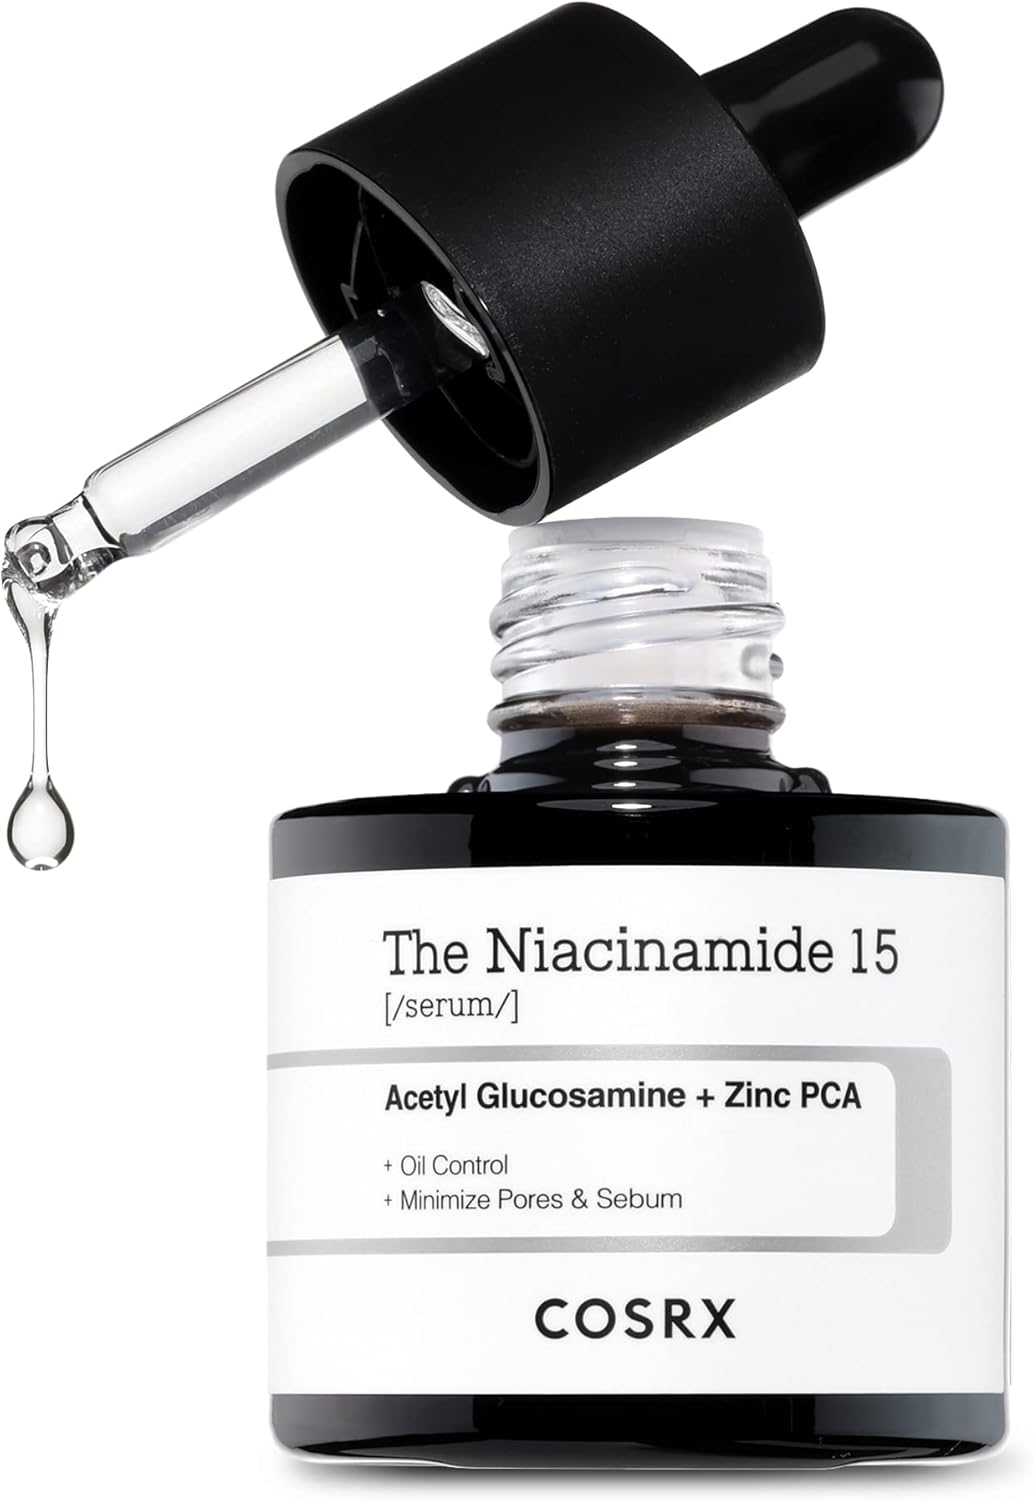 The Niacinamide 15
[/serum/]
Acetyl Glucosamine + Zinc PCA
+ Oil Control
+ Minimize Pores & Sebum
COSRX